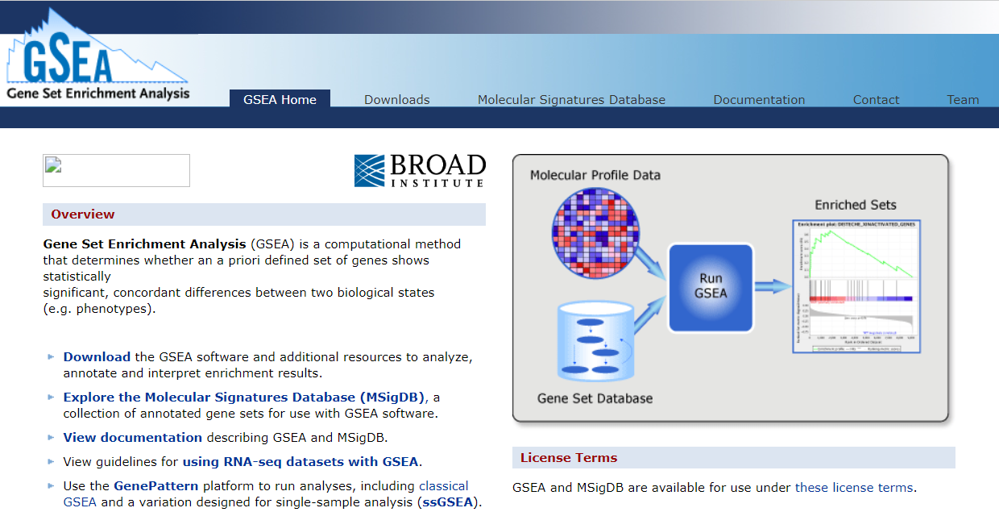 GSEA
Gene Set Enrichment Analysis
GSEA Home
Downloads
Molecular Signatures Database
Documentation
Contact
Team
BROAD
INSTITUTE
Overview
Gene Set Enrichment Analysis (GSEA) is a computational method
that determines whether an a priori defined set of genes shows
statistically
significant, concordant differences between two biological states
(e.g. phenotypes).
Download the GSEA software and additional resources to analyze,
annotate and interpret enrichment results.
Explore the Molecular Signatures Database (MSigDB), a
collection of annotated gene sets for use with GSEA software.
View documentation describing GSEA and MSigDB.
View guidelines for using RNA-seq datasets with GSEA.
Use the GenePattern platform to run analyses, including classical
GSEA and a variation designed for single-sample analysis (ssGSEA).
Molecular Profile Data
Gene Set Database
Run
GSEA
Enriched Sets
Enrichment plot:
License Terms
GSEA and MSigDB are available for use under these license terms.